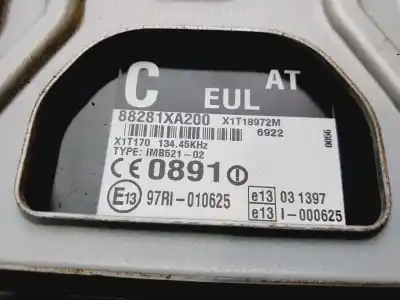 C EUL AT
88281XA200 X1T18972M
6922
X1T170 134.45KHz
TYPE: IMB521-02
0056
CE 0891
E13 97RI-010625
e13 031397
e13 I-000625